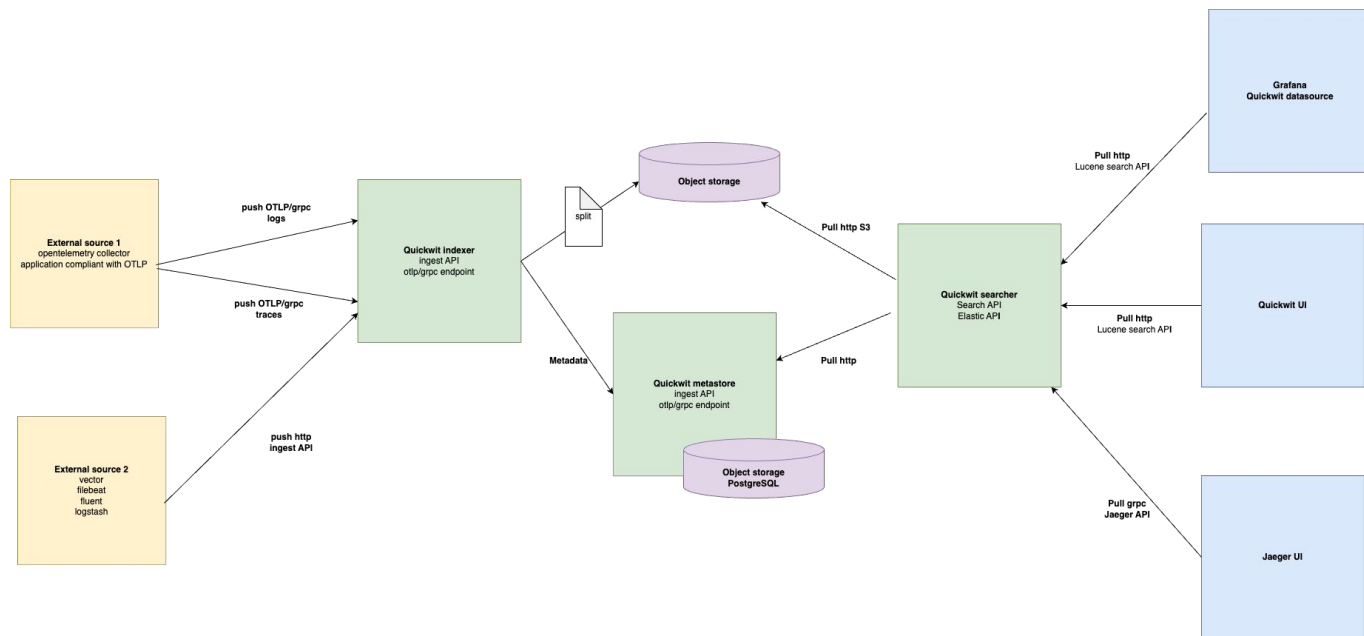 External source 1
opentelemetry collector
application compliant with OTLP
push OTLP/grpc
logs
push OTLP/grpc
traces
External source 2
vector
filebeat
fluent
logstash
push http
ingest API
Quickwit indexer
ingest API
otlp/grpc endpoint
split
Object storage
Metadata
Quickwit metastore
ingest API
otlp/grpc endpoint
Object storage
PostgreSQL
Pull http S3
Pull http
Quickwit searcher
Search API
Elastic API
Pull http
Lucene search API
Grafana
Quickwit datasource
Pull http
Lucene search API
Quickwit UI
Pull grpc
Jaeger API
Jaeger UI